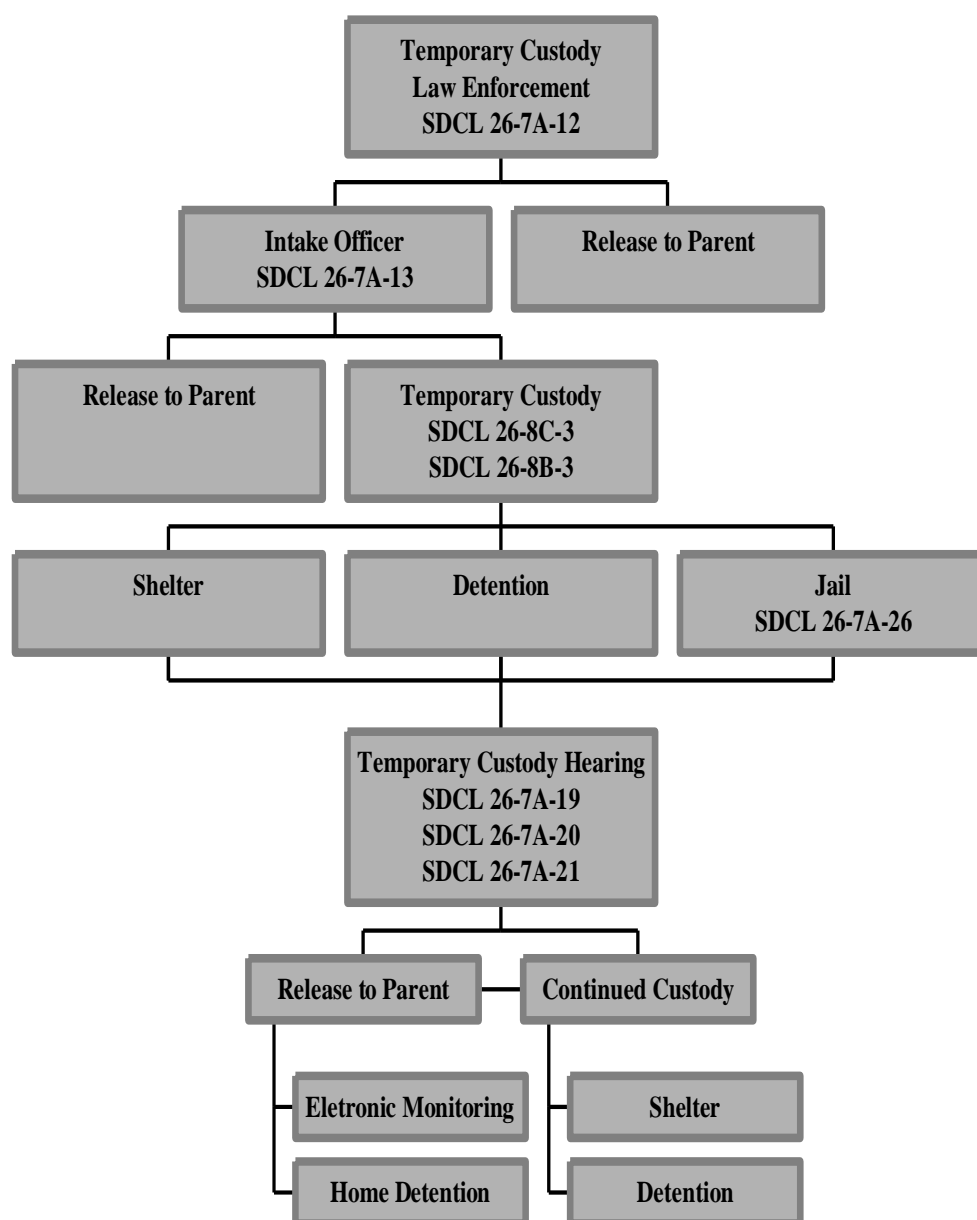 Temporary Custody
Law Enforcement
SDCL 26-7A-12
Intake Officer
SDCL 26-7A-13
Release to Parent
Release to Parent
Temporary Custody
SDCL 26-8C-3
SDCL 26-8B-3
Shelter
Detention
Jail
SDCL 26-7A-26
Temporary Custody Hearing
SDCL 26-7A-19
SDCL 26-7A-20
SDCL 26-7A-21
Release to Parent
Continued Custody
Eletronic Monitoring
Shelter
Home Detention
Detention